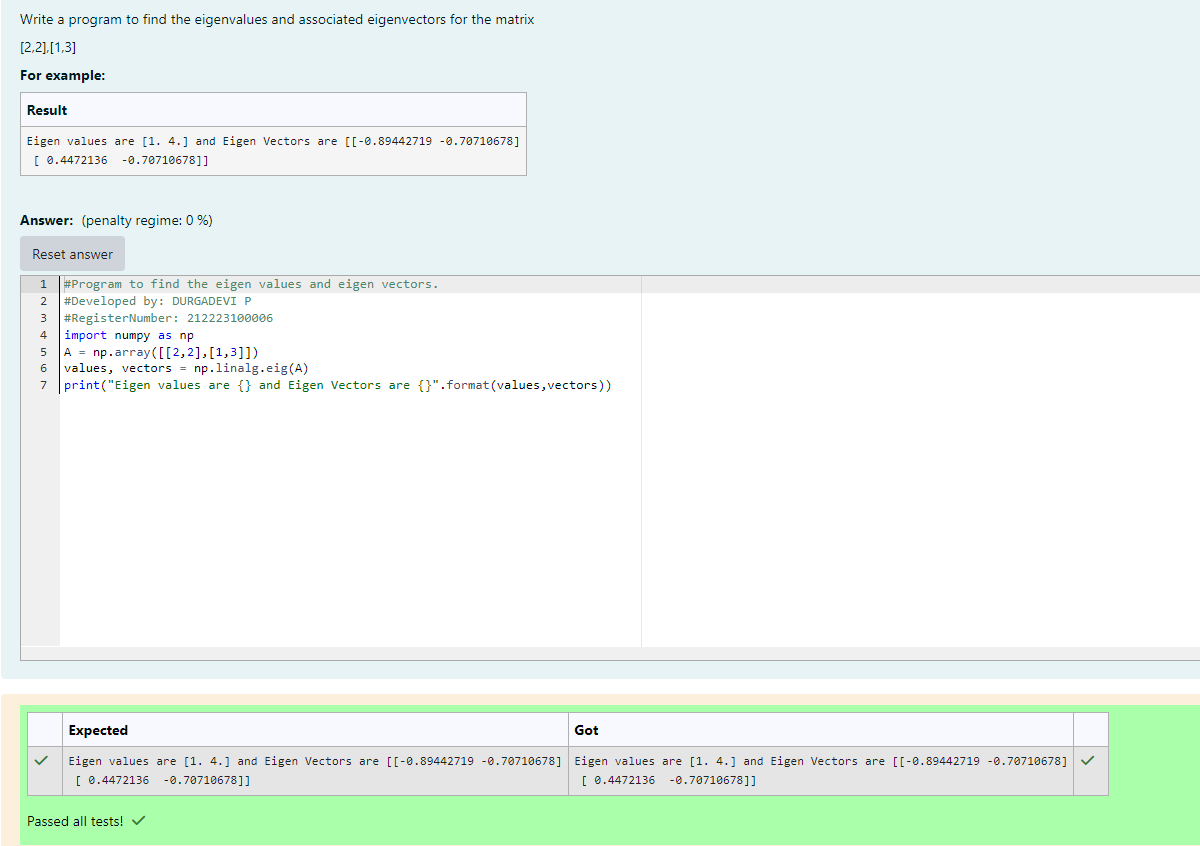 Write a program to find the eigenvalues and associated eigenvectors for the matrix
[2,2],[1,3]
For example:
Result
Eigen values are [1. 4.] and Eigen Vectors are [[-0.89442719 -0.70710678]
 [ 0.4472136  -0.70710678]]
Answer: (penalty regime: 0 %)
Reset answer
1 #Program to find the eigen values and eigen vectors.
2 #Developed by: DURGADEVI P
3 #RegisterNumber: 212223100006
4 import numpy as np
5 A = np.array([[2,2],[1,3]])
6 values, vectors = np.linalg.eig(A)
7 print("Eigen values are {} and Eigen Vectors are {}".format(values,vectors))
Expected Got
Eigen values are [1. 4.] and Eigen Vectors are [[-0.89442719 -0.70710678] Eigen values are [1. 4.] and Eigen Vectors are [[-0.89442719 -0.70710678]
 [ 0.4472136  -0.70710678]] [ 0.4472136  -0.70710678]]
Passed all tests!